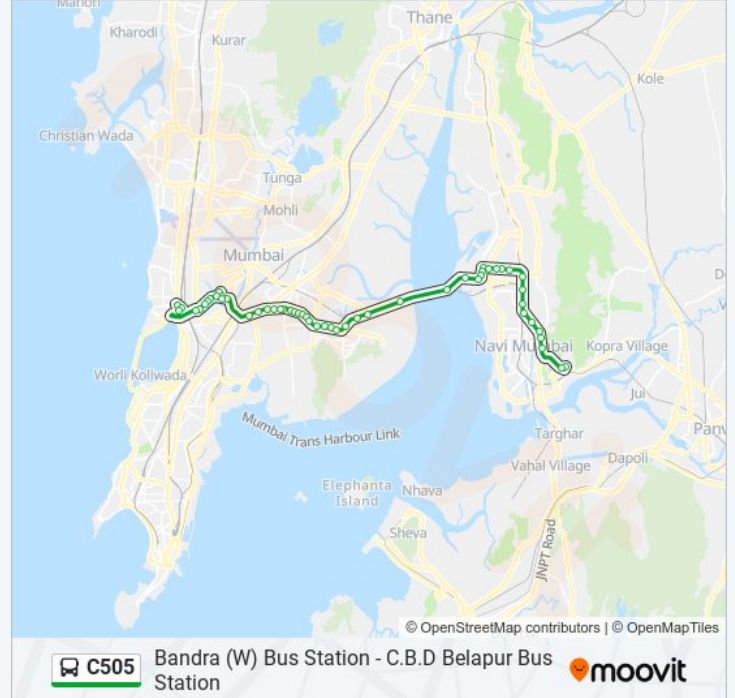 Manori
Thane
Kharodi
Kurar
Kole
Christian Wada
Tunga
Mohli
Mumbai
Navi Mumbai
Kopra Village
Worli Koliwada
Jui
Mumbai Trans Harbour Link
Targhar
Panv
Vahal Village
Dapoli
Elephanta
Island
Nhava
Sheva
JNPT Road
© OpenStreetMap contributors | © OpenMapTiles
C505
Bandra (W) Bus Station - C.B.D Belapur Bus
Station
moovit